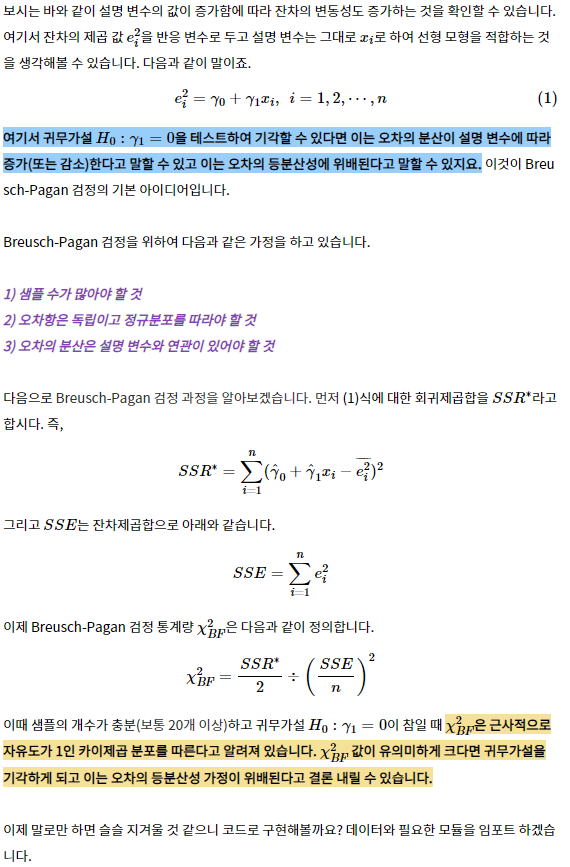 보시는 바와 같이 설명 변수의 값이 증가함에 따라 잔차의 변동성도 증가하는 것을 확인할 수 있습니다.
여기서 잔차의 제곱 값 $e_i^2$을 반응 변수로 두고 설명 변수는 그대로 $x_i$로 하여 선형 모형을 적합하는 것
을 생각해볼 수 있습니다. 다음과 같이 말이죠.
$e_i^2 = \gamma_0 + \gamma_1 x_i, \; i = 1, 2, \cdots, n$ (1)
여기서 귀무가설 $H_0 : \gamma_1 = 0$을 테스트하여 기각할 수 있다면 이는 오차의 분산이 설명 변수에 따라
증가(또는 감소)한다고 말할 수 있고 이는 오차의 등분산성에 위배된다고 말할 수 있지요. 이것이 Breu
sch-Pagan 검정의 기본 아이디어입니다.
Breusch-Pagan 검정을 위하여 다음과 같은 가정을 하고 있습니다.
1) 샘플 수가 많아야 할 것
2) 오차항은 독립이고 정규분포를 따라야 할 것
3) 오차의 분산은 설명 변수와 연관이 있어야 할 것
다음으로 Breusch-Pagan 검정 과정을 알아보겠습니다. 먼저 (1)식에 대한 회귀제곱합을 $SSR^*$라고
합시다. 즉,
$SSR^* = \sum_{i=1}^{n} (\hat{\gamma}_0 + \hat{\gamma}_1 x_i - \overline{e_i^2})^2$
그리고 $SSE$는 잔차제곱합으로 아래와 같습니다.
$SSE = \sum_{i=1}^{n} e_i^2$
이제 Breusch-Pagan 검정 통계량 $\chi_{BF}^2$은 다음과 같이 정의합니다.
$\chi_{BF}^2 = \frac{SSR^*}{2} \div \left( \frac{SSE}{n} \right)^2$
이때 샘플의 개수가 충분(보통 20개 이상)하고 귀무가설 $H_0 : \gamma_1 = 0$이 참일 때 $\chi_{BF}^2$은 근사적으로
자유도가 1인 카이제곱 분포를 따른다고 알려져 있습니다. $\chi_{BF}^2$ 값이 유의미하게 크다면 귀무가설을
기각하게 되고 이는 오차의 등분산성 가정이 위배된다고 결론 내릴 수 있습니다.
이제 말로만 하면 슬슬 지겨울 것 같으니 코드로 구현해볼까요? 데이터와 필요한 모듈을 임포트 하겠습
니다.